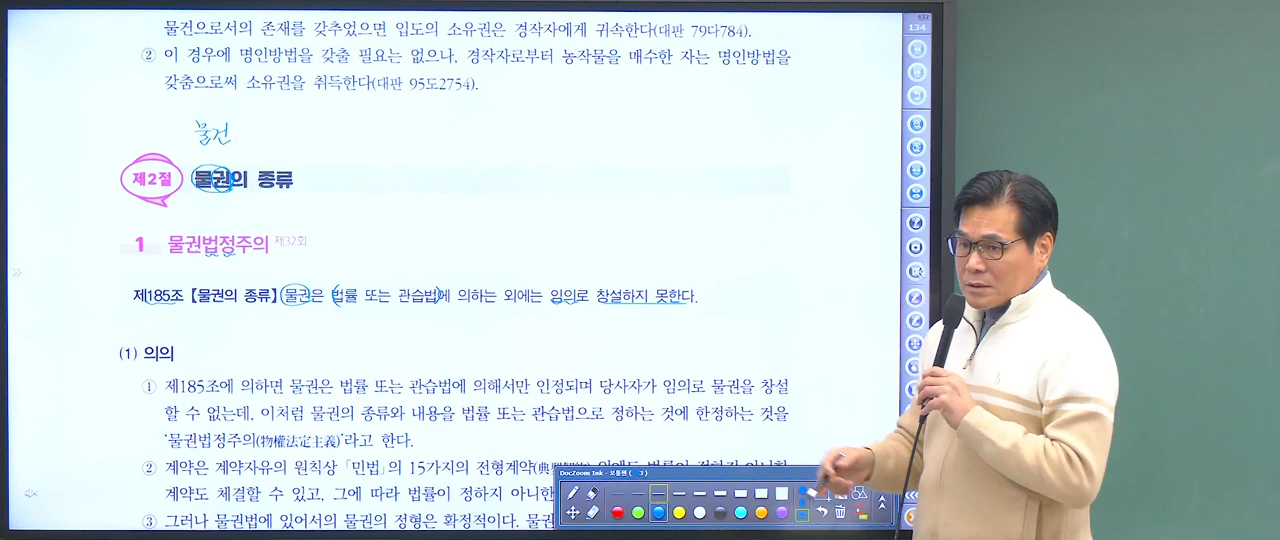 물건으로서의 존재를 갖추었으면 입도의 소유권은 경작자에게 귀속한다(대판 79다784).
② 이 경우에 명인방법을 갖출 필요는 없으나, 경작자로부터 농작물을 매수한 자는 명인방법을
갖춤으로써 소유권을 취득한다(대판 95도2754).
물건
제2절 물권의 종류
1 물권법정주의 제32회
제185조 【물권의 종류】 물권은 법률 또는 관습법에 의하는 외에는 임의로 창설하지 못한다.
(1) 의의
① 제185조에 의하면 물권은 법률 또는 관습법에 의해서만 인정되며 당사자가 임의로 물권을 창설
할 수 없는데, 이처럼 물권의 종류와 내용을 법률 또는 관습법으로 정하는 것에 한정하는 것을
'물권법정주의(物權法定主義)'라고 한다.
② 계약은 계약자유의 원칙상 「민법」의 15가지의 전형계약
계약도 체결할 수 있고, 그에 따라 법률이 정하지 아니한
③ 그러나 물권법에 있어서의 물권의 정형은 확정적이다. 물권
DocZoom Ink - 보통펜 ( 3)
134